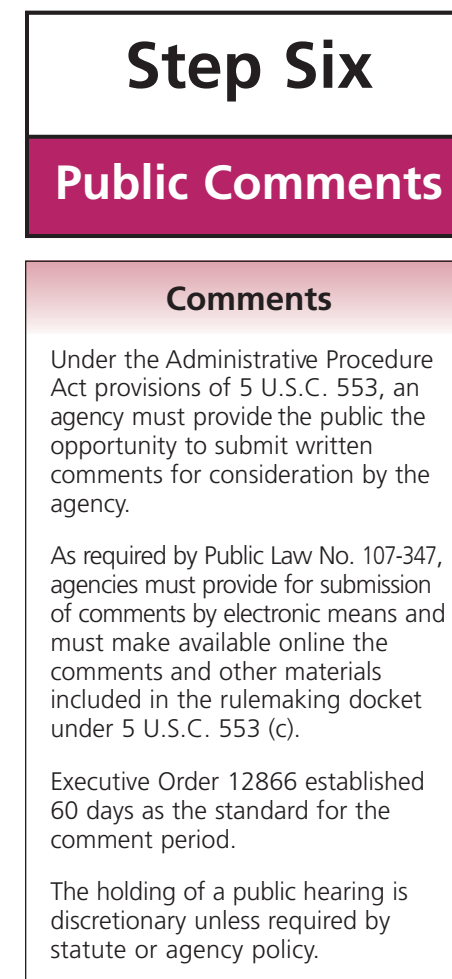 Step Six
Public Comments
Comments
Under the Administrative Procedure
Act provisions of 5 U.S.C. 553, an
agency must provide the public the
opportunity to submit written
comments for consideration by the
agency.
As required by Public Law No. 107-347,
agencies must provide for submission
of comments by electronic means and
must make available online the
comments and other materials
included in the rulemaking docket
under 5 U.S.C. 553 (c).
Executive Order 12866 established
60 days as the standard for the
comment period.
The holding of a public hearing is
discretionary unless required by
statute or agency policy.